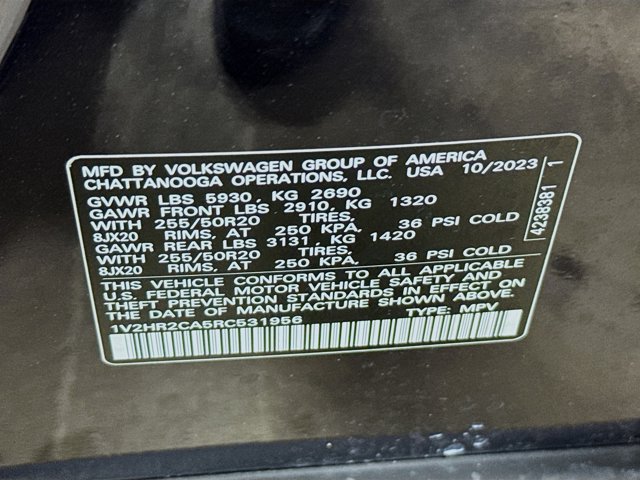 MFD BY VOLKSWAGEN GROUP OF AMERICA
CHATTANOOGA OPERATIONS, LLC. USA 10/2023
GVWR LBS 5930, KG 2690
GAWR FRONT LBS 2910, KG 1320
WITH 255/50R20 TIRES,
8JX20 RIMS, AT 250 KPA, 36 PSI COLD
GAWR REAR LBS 3131, KG 1420
WITH 255/50R20 TIRES,
8JX20 RIMS, AT 250 KPA, 36 PSI COLD
THIS VEHICLE CONFORMS TO ALL APPLICABLE
U.S. FEDERAL MOTOR VEHICLE SAFETY AND
THEFT PREVENTION STANDARDS IN EFFECT ON
THE DATE OF MANUFACTURE SHOWN ABOVE.
1V2HR2CA5RC531956 TYPE: MPV
4238381 1